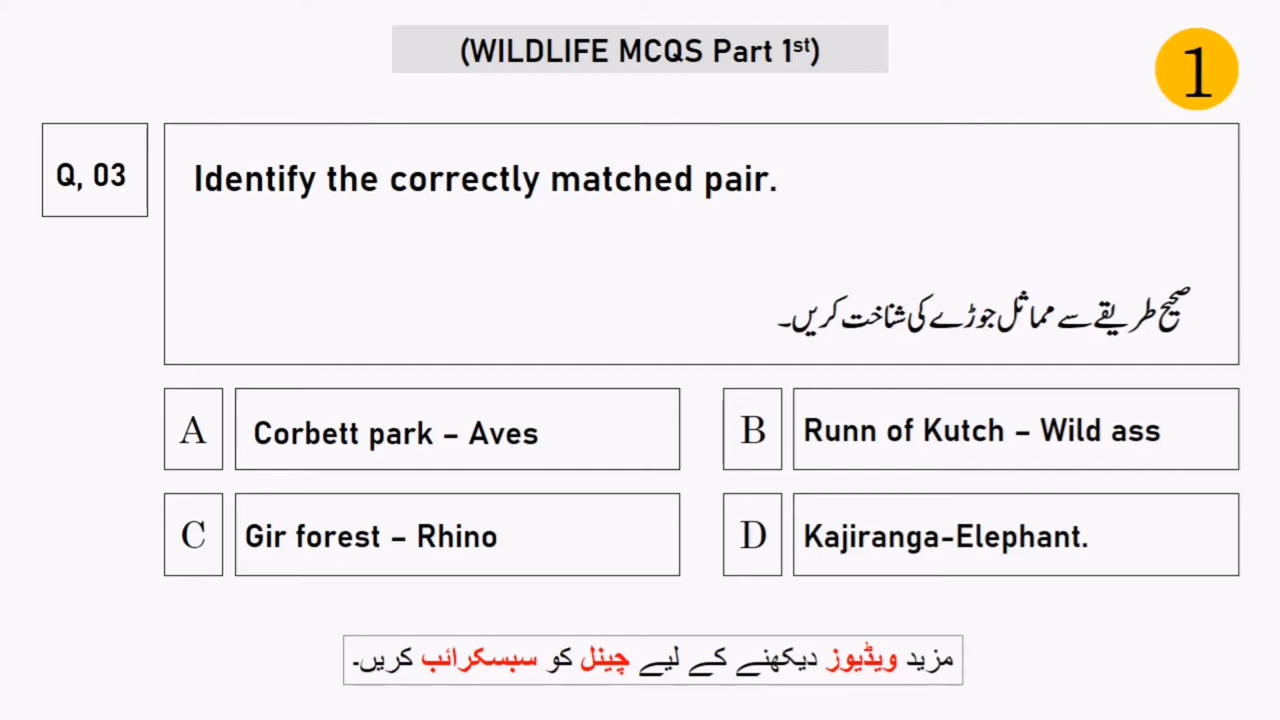 (WILDLIFE MCQS Part 1st)
1
Q, 03
Identify the correctly matched pair.
صحیح طریقے سے مماثل جوڑے کی شناخت کریں۔
A
Corbett park – Aves
B
Runn of Kutch – Wild ass
C
Gir forest – Rhino
D
Kajiranga-Elephant.
مزید ویڈیوز دیکھنے کے لیے چینل کو سبسکرائب کریں۔